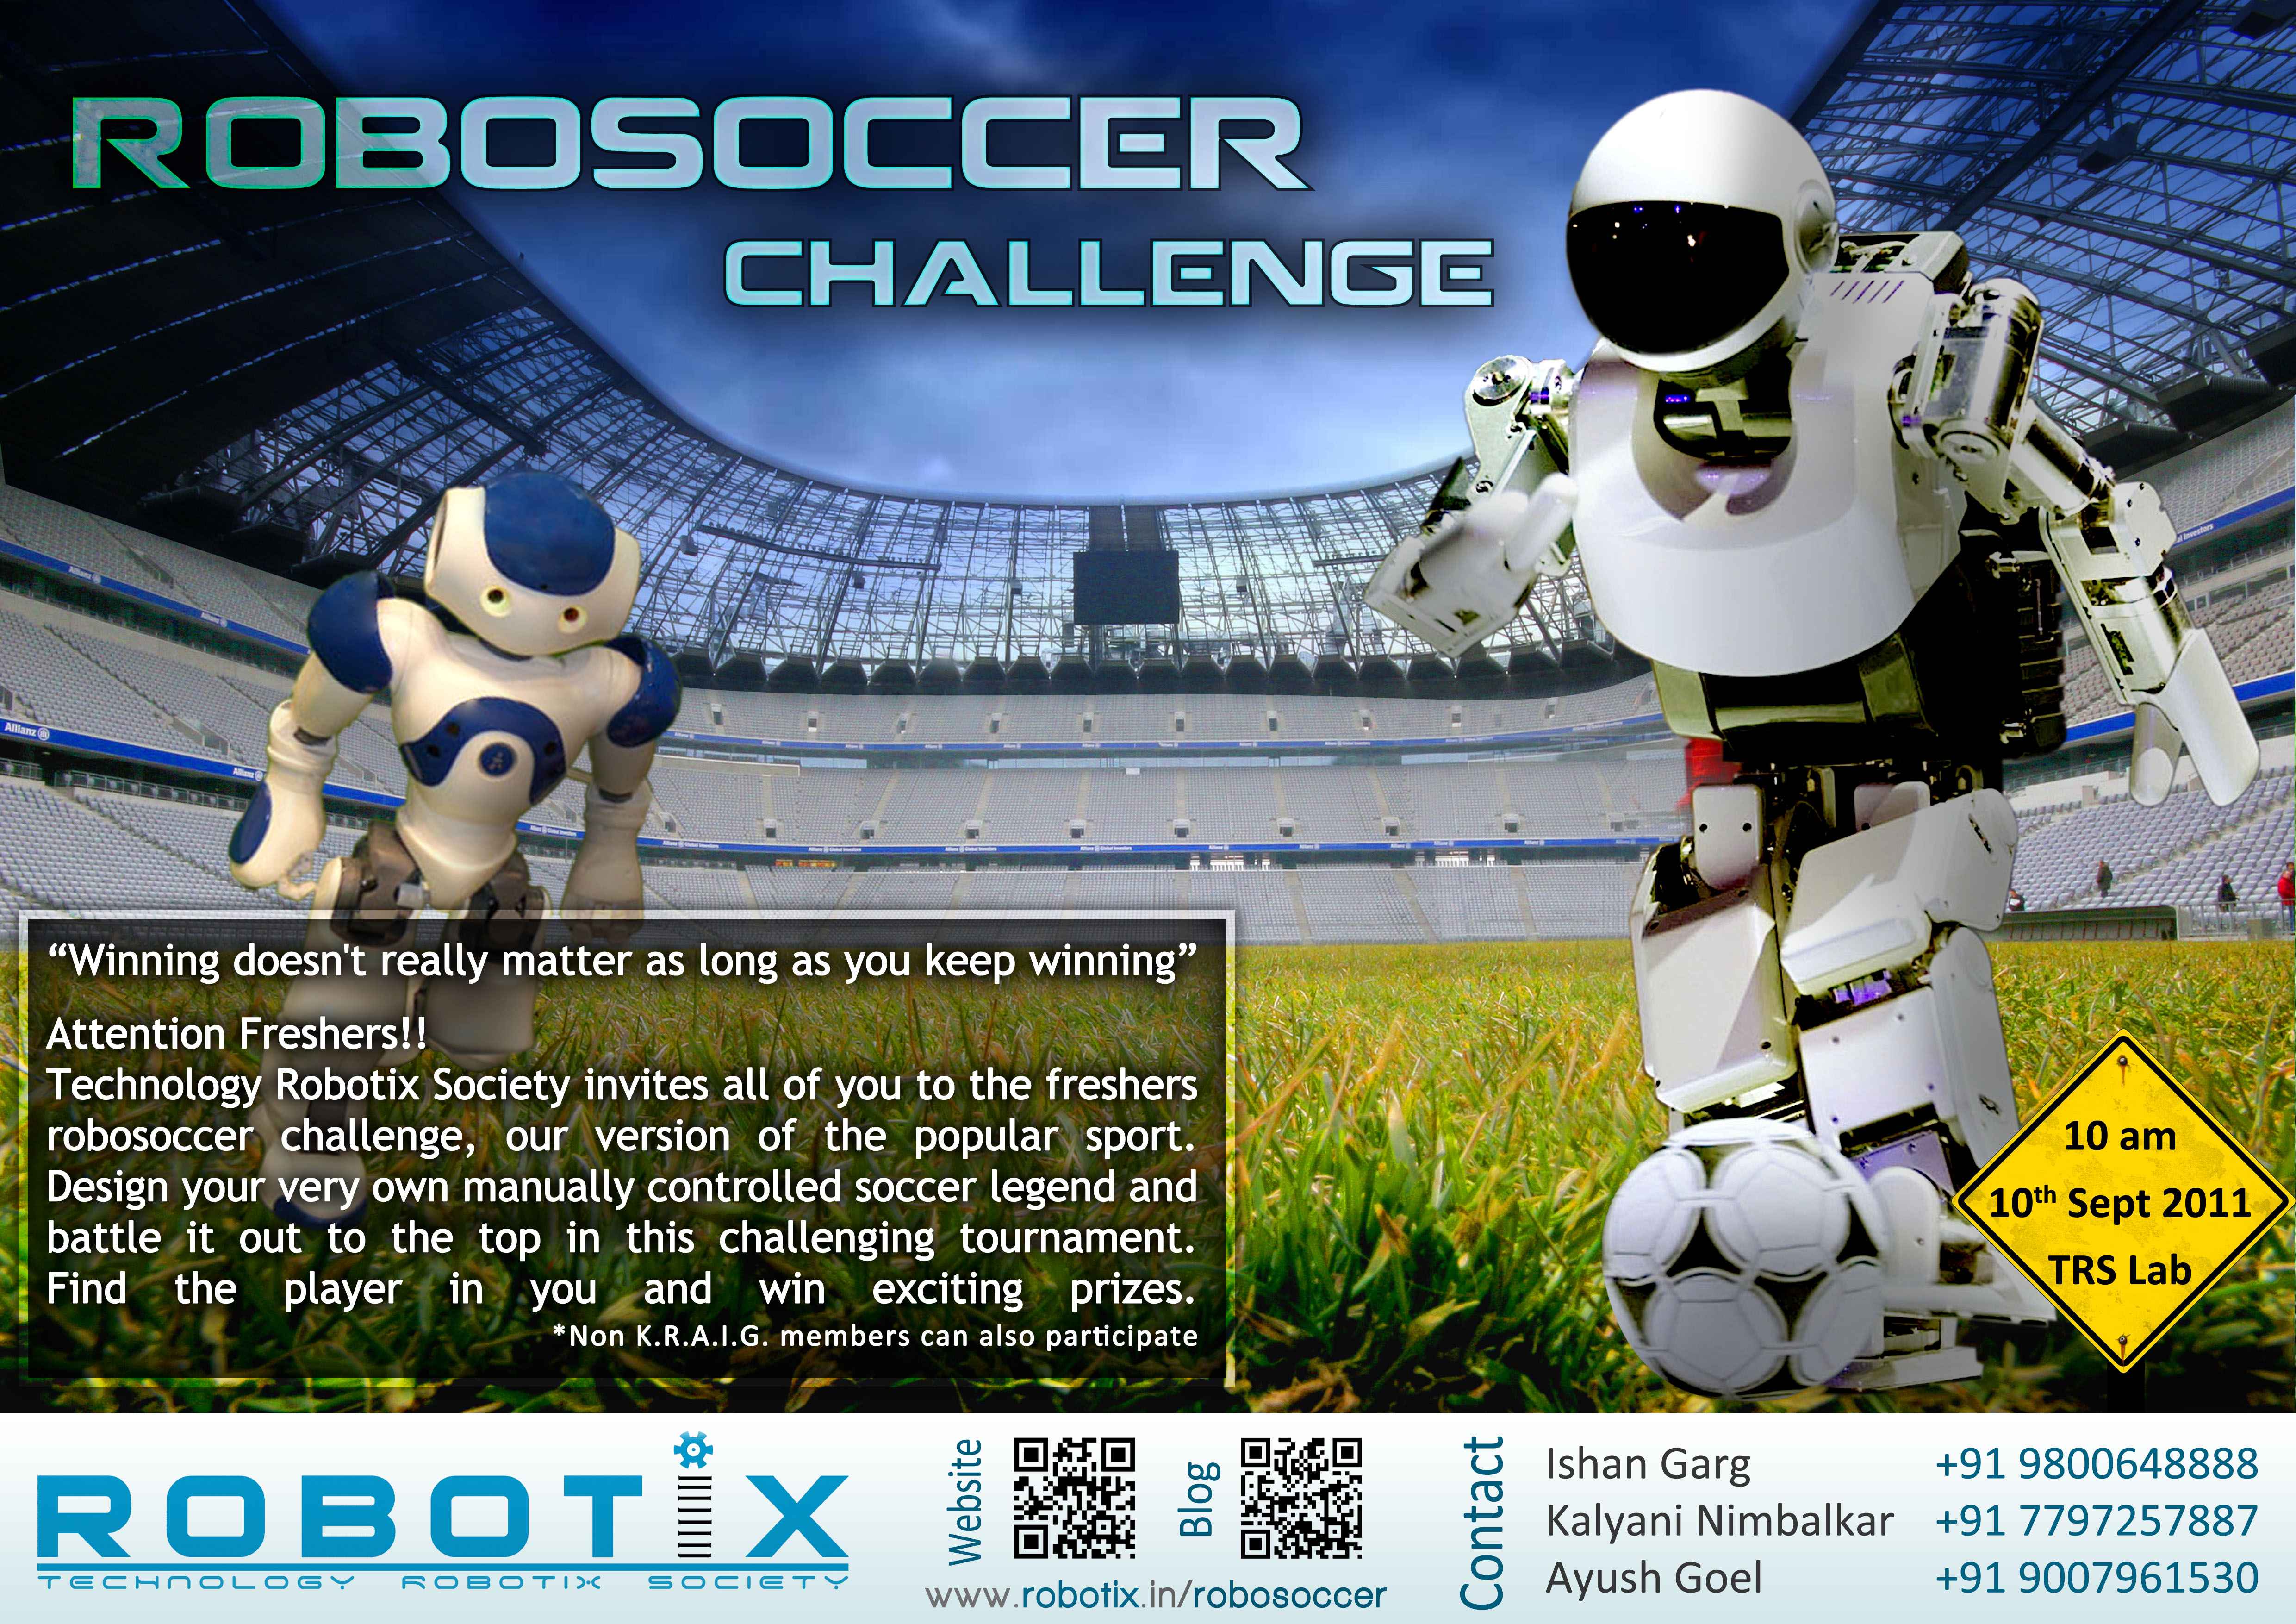 ROBOSOCCER
CHALLENGE
Allianz
Allianz
Allianz
“Winning doesn't really matter as long as you keep winning”
Attention Freshers!!
Technology Robotix Society invites all of you to the freshers
robosoccer challenge, our version of the popular sport.
Design your very own manually controlled soccer legend and
battle it out to the top in this challenging tournament.
Find the player in you and win exciting prizes.
*Non K.R.A.I.G. members can also participate
10 am
10th Sept 2011
TRS Lab
ROBOTIX
TECHNOLOGY ROBOTIX SOCIETY
Website
Blog
www.robotix.in/robosoccer
Contact
Ishan Garg +91 9800648888
Kalyani Nimbalkar +91 7797257887
Ayush Goel +91 9007961530